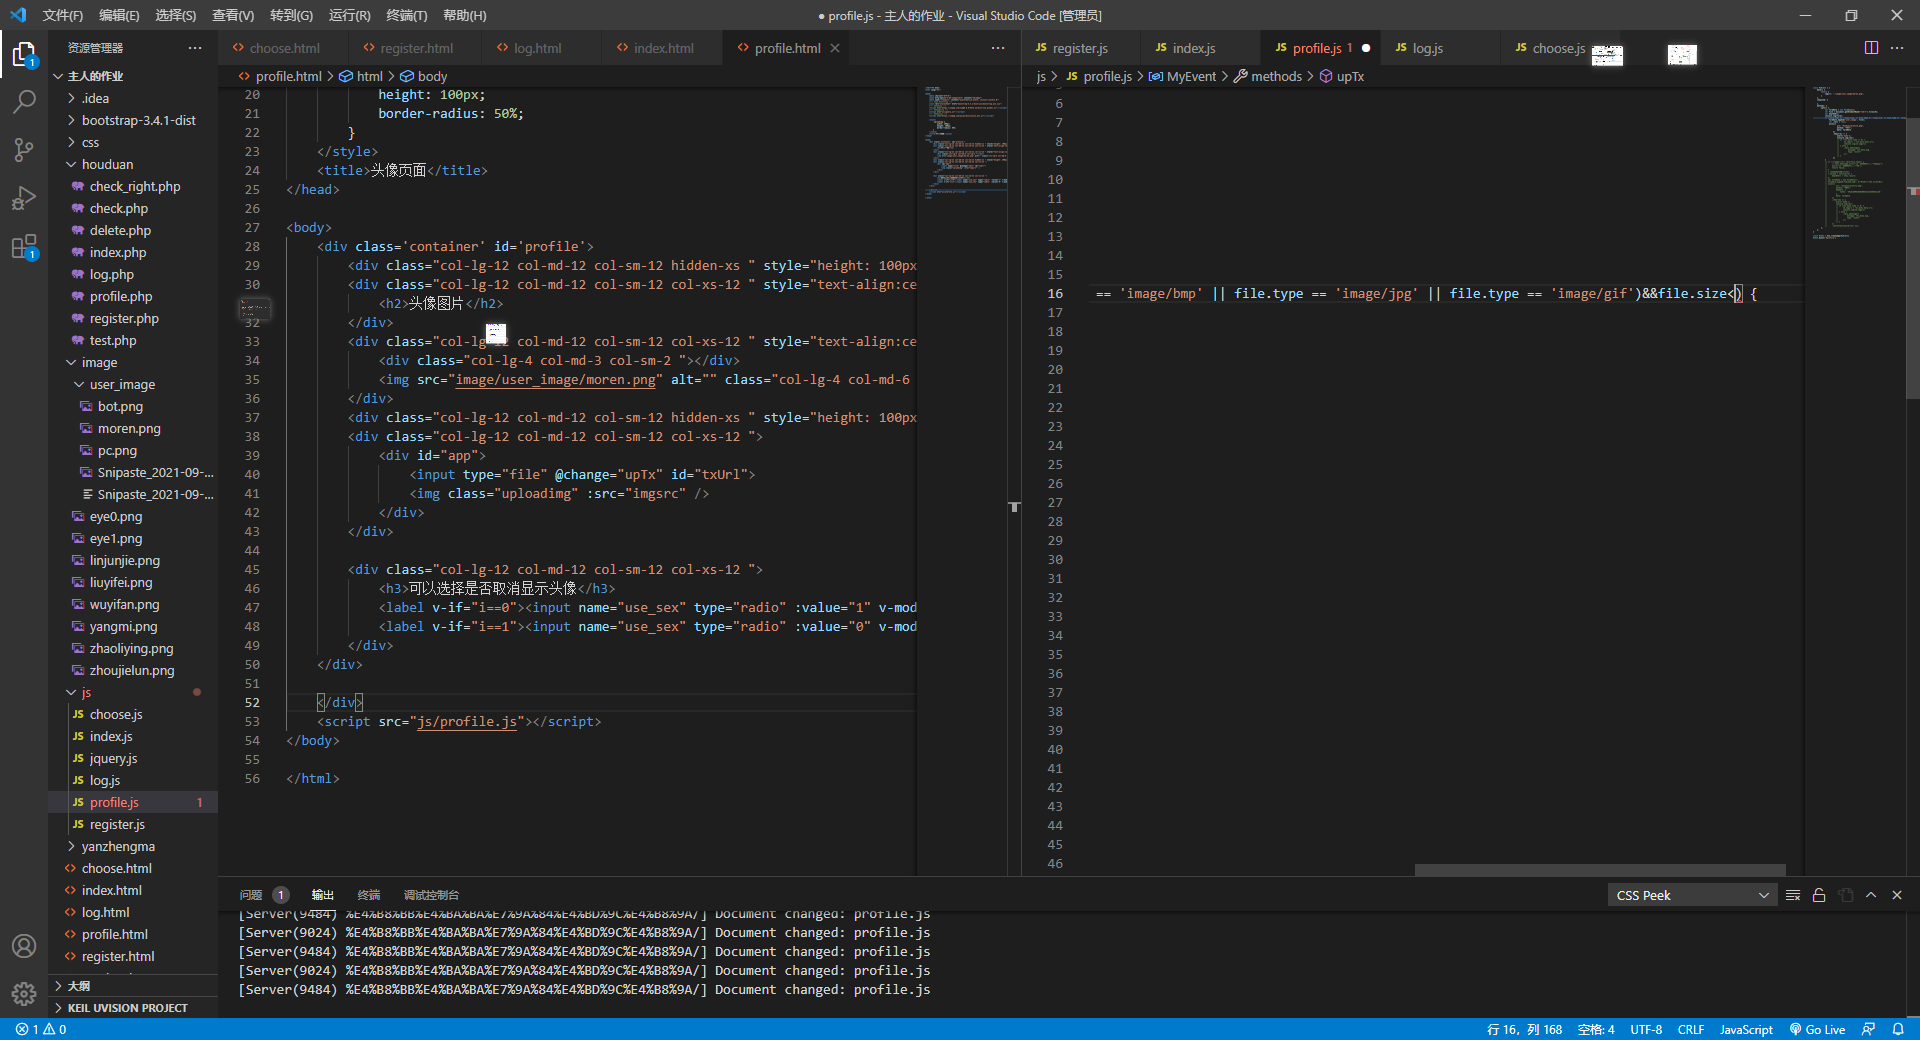 文件(F) 编辑(E) 选择(S) 查看(V) 转到(G) 运行(R) 终端(T) 帮助(H)
● profile.js - 主人的作业 - Visual Studio Code [管理员]
资源管理器
主人的作业
.idea
bootstrap-3.4.1-dist
css
houduan
check_right.php
check.php
delete.php
index.php
log.php
profile.php
register.php
test.php
image
user_image
bot.png
moren.png
pc.png
Snipaste_2021-09-...
Snipaste_2021-09-...
eye0.png
eye1.png
linjunjie.png
liuyifei.png
wuyifan.png
yangmi.png
zhaoliying.png
zhoujielun.png
js
JS choose.js
JS index.js
JS jquery.js
JS log.js
JS profile.js 1
JS register.js
yanzhengma
choose.html
index.html
log.html
profile.html
register.html
大纲
KEIL UVISION PROJECT
choose.html register.html log.html index.html profile.html
profile.html > html > body
20 height: 100px;
21 border-radius: 50%;
22 }
23 </style>
24 <title>头像页面</title>
25 </head>
26
27 <body>
28 <div class='container' id='profile'>
29 <div class="col-lg-12 col-md-12 col-sm-12 hidden-xs " style="height: 100px
30 <div class="col-lg-12 col-md-12 col-sm-12 col-xs-12 " style="text-align:ce
<h2>头像图片</h2>
32 </div>
33 <div class="col-lg-12 col-md-12 col-sm-12 col-xs-12 " style="text-align:ce
34 <div class="col-lg-4 col-md-3 col-sm-2 "></div>
35 <img src="image/user_image/moren.png" alt="" class="col-lg-4 col-md-6
36 </div>
37 <div class="col-lg-12 col-md-12 col-sm-12 hidden-xs " style="height: 100px
38 <div class="col-lg-12 col-md-12 col-sm-12 col-xs-12 ">
39 <div id="app">
40 <input type="file" @change="upTx" id="txUrl">
41 <img class="uploadimg" :src="imgsrc" />
42 </div>
43 </div>
44
45 <div class="col-lg-12 col-md-12 col-sm-12 col-xs-12 ">
46 <h3>可以选择是否取消显示头像</h3>
47 <label v-if="i==0"><input name="use_sex" type="radio" :value="1" v-mod
48 <label v-if="i==1"><input name="use_sex" type="radio" :value="0" v-mod
49 </div>
50 </div>
51
52 </div>
53 <script src="js/profile.js"></script>
54 </body>
55
56 </html>
JS register.js JS index.js JS profile.js 1 ● JS log.js JS choose.js
js > JS profile.js > MyEvent > methods > upTx
6
7
8
9
10
11
12
13
14
15
16 == 'image/bmp' || file.type == 'image/jpg' || file.type == 'image/gif')&&file.size<) {
17
18
19
20
21
22
23
24
25
26
27
28
29
30
31
32
33
34
35
36
37
38
39
40
41
42
43
44
45
46
问题 1 输出 终端 调试控制台
CSS Peek
[Server(9484) %E4%B8%BB%E4%BA%BA%E7%9A%84%E4%BD%9C%E4%B8%9A/] Document changed: profile.js
[Server(9024) %E4%B8%BB%E4%BA%BA%E7%9A%84%E4%BD%9C%E4%B8%9A/] Document changed: profile.js
[Server(9484) %E4%B8%BB%E4%BA%BA%E7%9A%84%E4%BD%9C%E4%B8%9A/] Document changed: profile.js
[Server(9024) %E4%B8%BB%E4%BA%BA%E7%9A%84%E4%BD%9C%E4%B8%9A/] Document changed: profile.js
[Server(9484) %E4%B8%BB%E4%BA%BA%E7%9A%84%E4%BD%9C%E4%B8%9A/] Document changed: profile.js
1 0
行 16，列 168 空格: 4 UTF-8 CRLF JavaScript Go Live